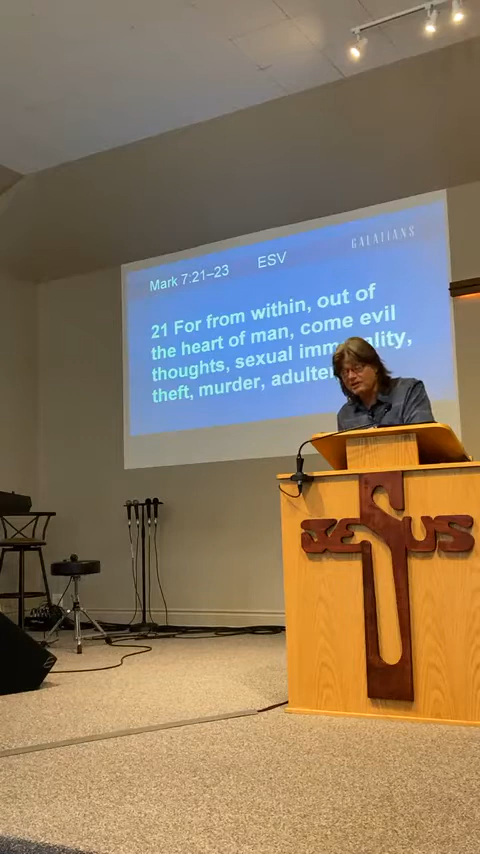 GALATIANS
Mark 7:21–23 ESV
21 For from within, out of
the heart of man, come evil
thoughts, sexual
theft, murder,
JESUS